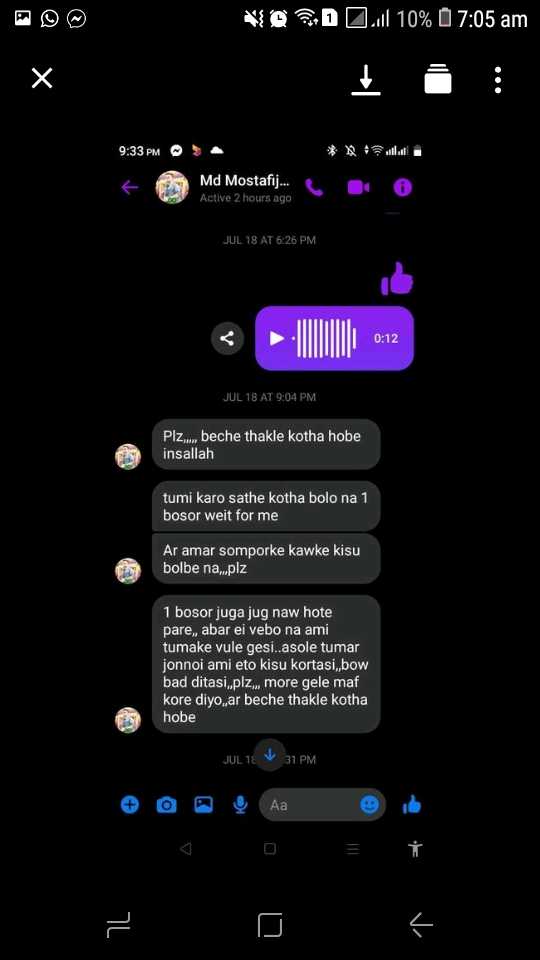 10% 7:05 am
9:33 PM
Md Mostafij...
Active 2 hours ago
JUL 18 AT 6:26 PM
0:12
JUL 18 AT 9:04 PM
Plz,,,,, beche thakle kotha hobe
insallah
tumi karo sathe kotha bolo na 1
bosor weit for me
Ar amar somporke kawke kisu
bolbe na,,,plz
1 bosor juga jug naw hote
pare,, abar ei vebo na ami
tumake vule gesi..asole tumar
jonnoi ami eto kisu kortasi,,bow
bad ditasi,,plz,,, more gele maf
kore diyo,,ar beche thakle kotha
hobe
JUL 18 31 PM
Aa